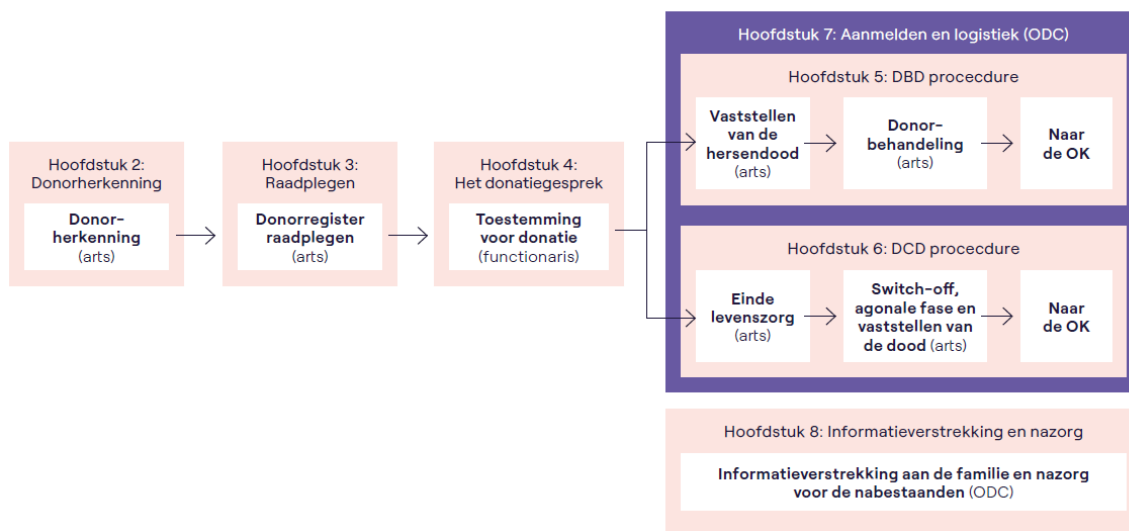 Hoofdstuk 2:
Donorherkenning
Donor-
herkenning
(arts)
Hoofdstuk 3:
Raadplegen
Donorregister
raadplegen
(arts)
Hoofdstuk 4:
Het donatiegesprek
Toestemming
voor donatie
(functionaris)
Hoofdstuk 7: Aanmelden en logistiek (ODC)
Hoofdstuk 5: DBD procecdure
Vaststellen
van de
hersendood
(arts)
Donor-
behandeling
(arts)
Naar
de OK
Hoofdstuk 6: DCD procecdure
Einde
levenszorg
(arts)
Switch-off,
agonale fase en
vaststellen van
de dood (arts)
Naar
de OK
Hoofdstuk 8: Informatieverstrekking en nazorg
Informatieverstrekking aan de familie en nazorg
voor de nabestaanden (ODC)